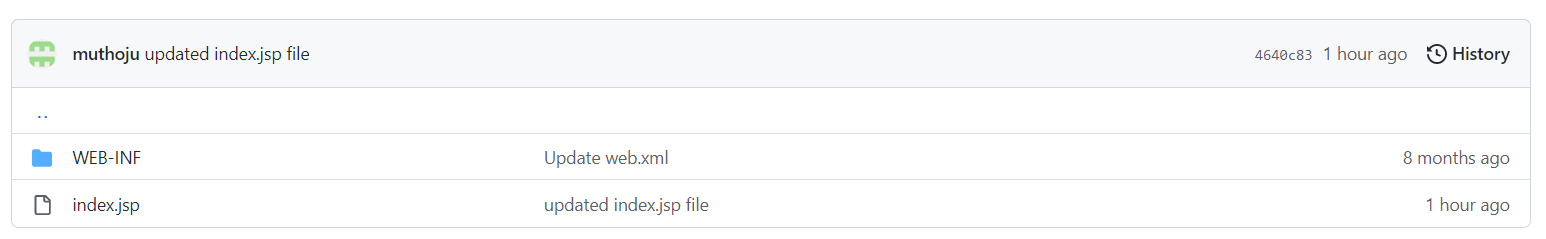 muthoju updated index.jsp file 4640c83 1 hour ago History
..
WEB-INF Update web.xml 8 months ago
index.jsp updated index.jsp file 1 hour ago